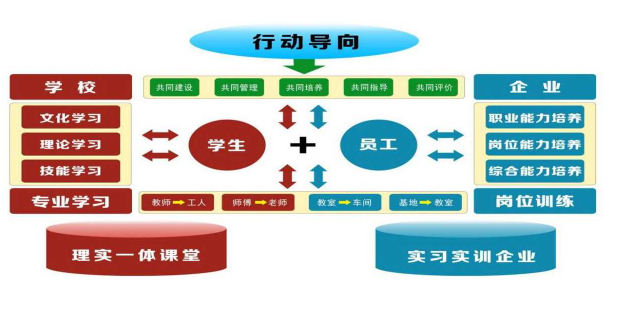 行动导向
学校
共同建设 共同管理 共同培养 共同指导 共同评价
企业
文化学习
理论学习
技能学习
学生
+
员工
职业能力培养
岗位能力培养
综合能力培养
专业学习
教师→工人 师傅→老师 教室→车间 基地→教室
岗位训练
理实一体课堂
实习实训企业